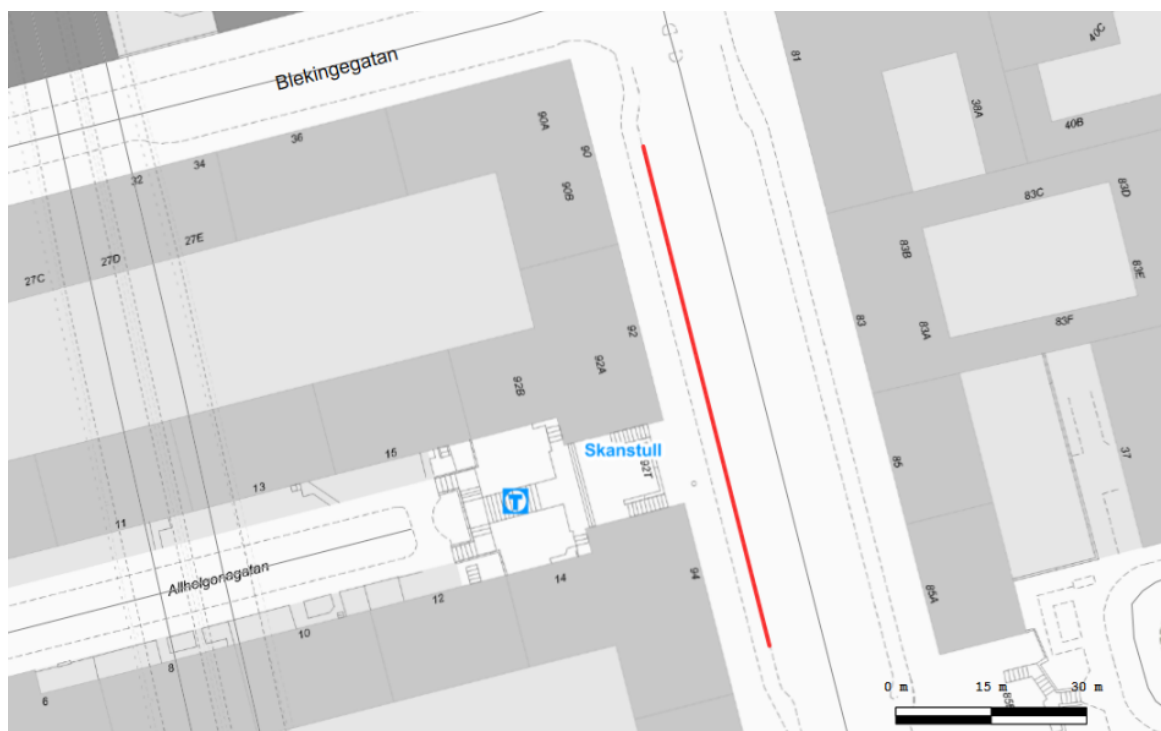 40C
81
Blekingegatan
38A
90A
36
40B
90
34
32
90B
83C
83D
27E
27D
27C
83B
83E
92
83
83F
83A
92A
92B
Skanstull
15
85
37
92T
13
T
11
14
94
Allhelgonagatan
85A
12
10
8
6
0 m 15 m 30 m